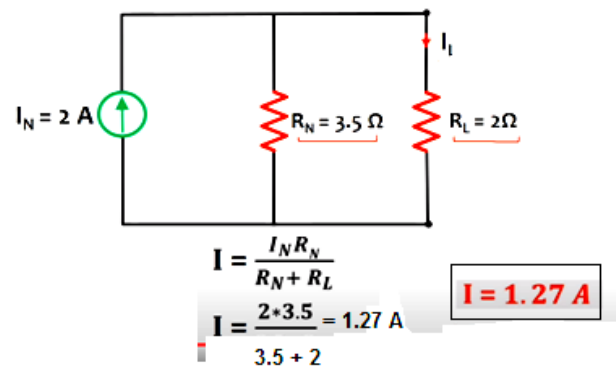 I_L
I_N = 2 A
R_N = 3.5 Ω
R_L = 2Ω
I = I_N R_N / R_N + R_L
I = 2*3.5 / 3.5 + 2 = 1.27 A
I = 1.27 A